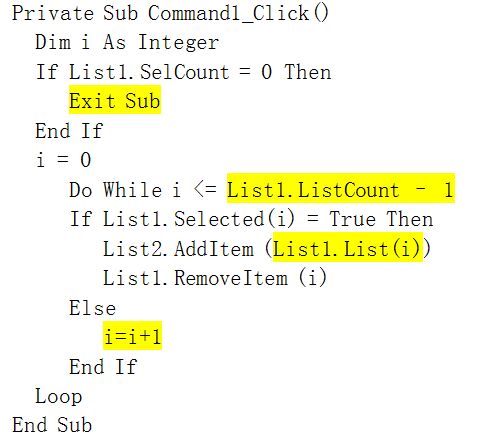 Private Sub Command1_Click()
Dim i As Integer
If List1.SelCount = 0 Then
Exit Sub
End If
i = 0
Do While i <= List1.ListCount - 1
If List1.Selected(i) = True Then
List2.AddItem (List1.List(i))
List1.RemoveItem (i)
Else
i=i+1
End If
Loop
End Sub